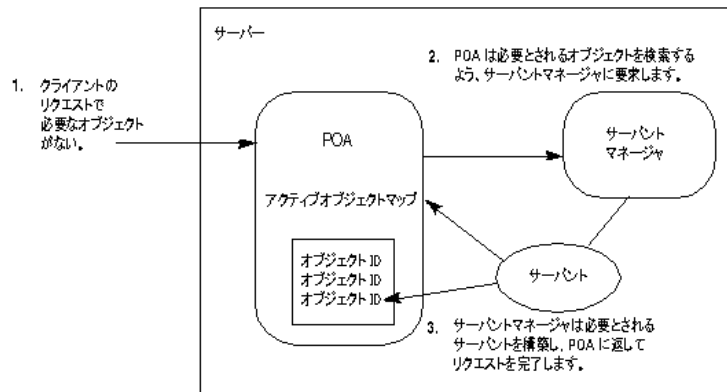 サーバー
1. クライアントの
リクエストで
必要なオブジェクト
がない。
2. POA は必要とされるオブジェクトを検索する
よう、サーバントマネージャに要求します。
POA
サーバント
マネージャ
アクティブオブジェクトマップ
オブジェクト ID
オブジェクト ID
オブジェクト ID
サーバント
3. サーバントマネージャは必要とされる
サーバントを構築し、POA に返して
リクエストを完了します。